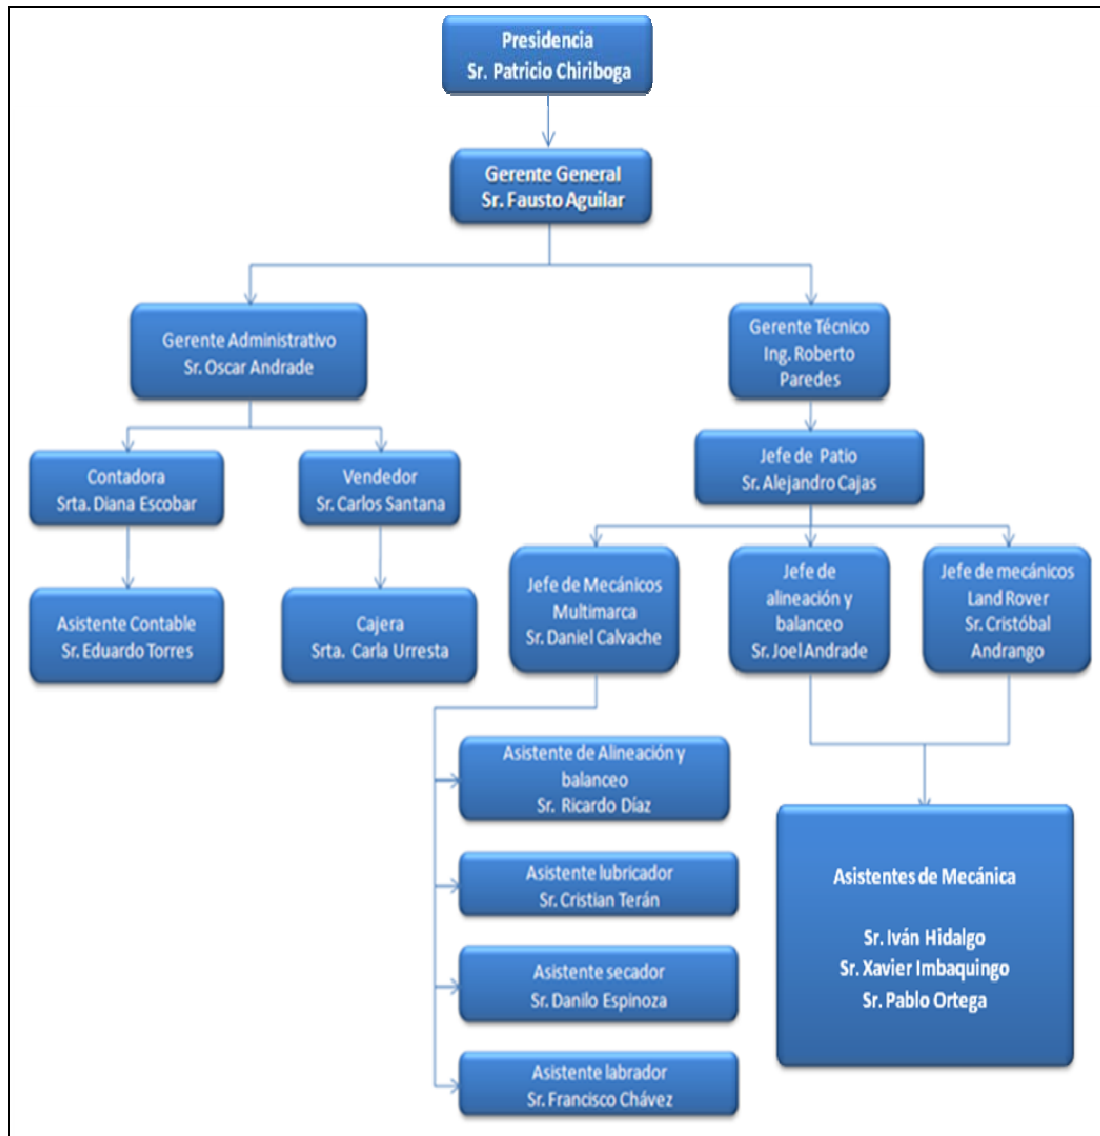 Presidencia
Sr. Patricio Chiriboga
Gerente General
Sr. Fausto Aguilar
Gerente Administrativo
Sr. Oscar Andrade
Gerente Técnico
Ing. Roberto
Paredes
Contadora
Srta. Diana Escobar
Vendedor
Sr. Carlos Santana
Jefe de Patio
Sr. Alejandro Cajas
Asistente Contable
Sr. Eduardo Torres
Cajera
Srta. Carla Urresta
Jefe de Mecánicos
Multimarca
Sr. Daniel Calvache
Jefe de
alineación y
balanceo
Sr. Joel Andrade
Jefe de mecánicos
Land Rover
Sr. Cristóbal
Andrango
Asistente de Alineación y
balanceo
Sr. Ricardo Díaz
Asistente lubricador
Sr. Cristian Terán
Asistente secador
Sr. Danilo Espinoza
Asistente labrador
Sr. Francisco Chávez
Asistentes de Mecánica
Sr. Iván Hidalgo
Sr. Xavier Imbaquingo
Sr. Pablo Ortega